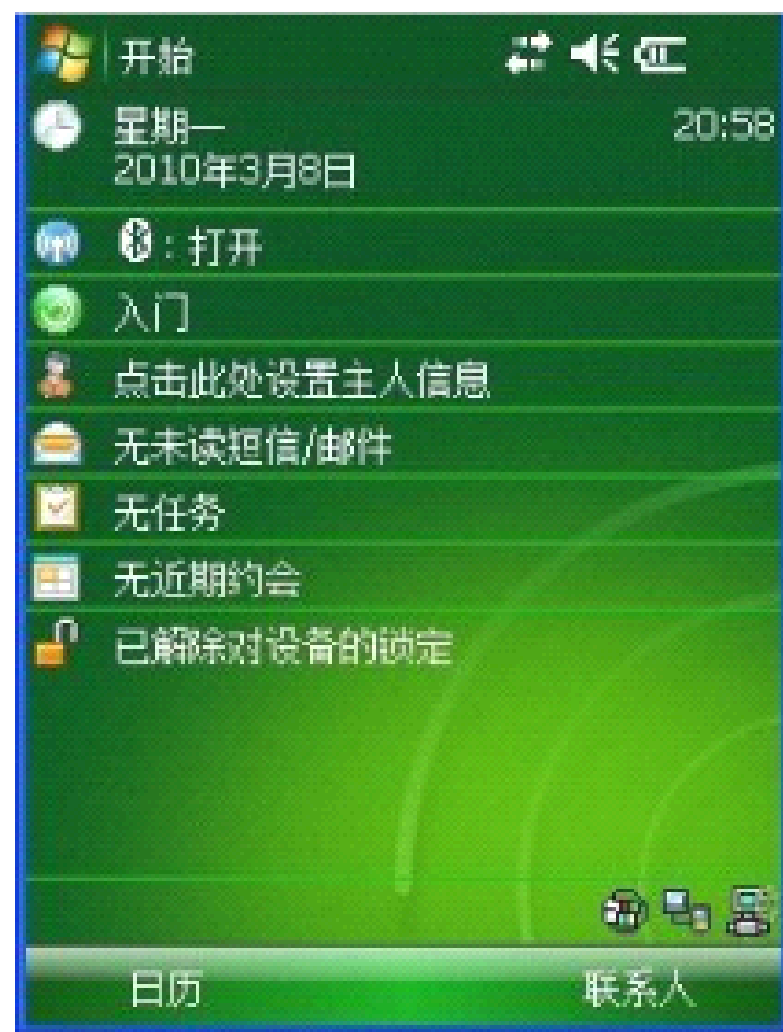 开始
星期一 20:58
2010年3月8日
: 打开
入门
点击此处设置主人信息
无未读短信/邮件
无任务
无近期约会
已解除对设备的锁定
日历 联系人